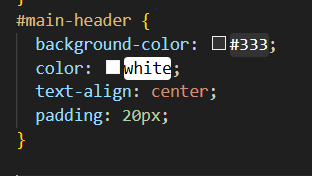 }
#main-header {
background-color: #333;
color: white;
text-align: center;
padding: 20px;
}